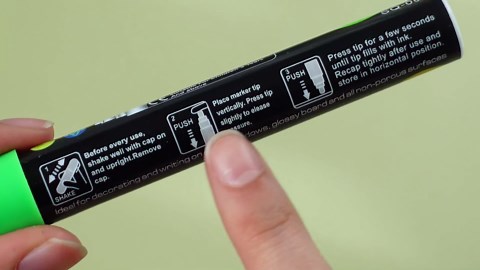 Before every use,
shake well with cap on
and upright.Remove
cap.
SHAKE
2
PUSH
Placa marker tip
vertically. Press tip
slightly to elease
3
PUSH
Press tip for a few seconds
until tip fills with ink.
Recap tightly after use and
store in horizontal position.
Ideal for decorating and writing on glossy board and all non-porous surfaces